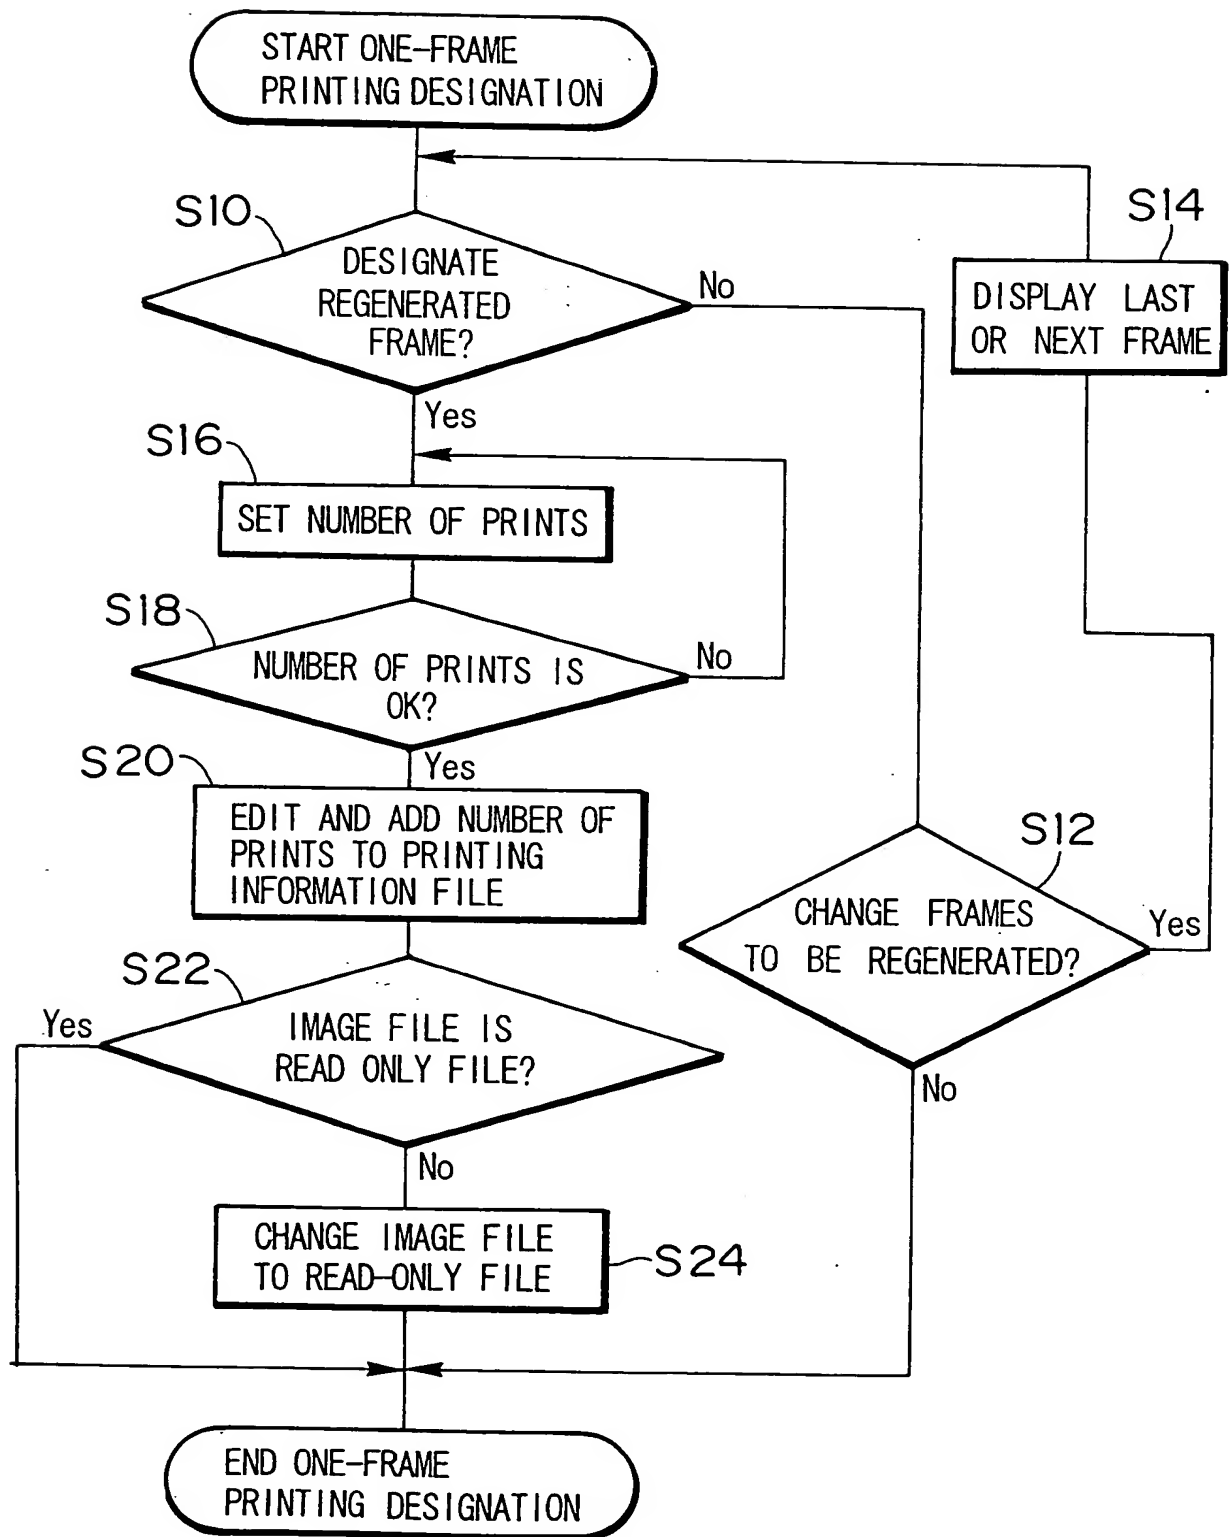 START ONE-FRAME
PRINTING DESIGNATION
S10
DESIGNATE
REGENERATED
FRAME?
No
Yes
S14
DISPLAY LAST
OR NEXT FRAME
S16
SET NUMBER OF PRINTS
S18
NUMBER OF PRINTS IS
OK?
No
Yes
S20
EDIT AND ADD NUMBER OF
PRINTS TO PRINTING
INFORMATION FILE
S12
CHANGE FRAMES
TO BE REGENERATED?
Yes
No
S22
Yes
IMAGE FILE IS
READ ONLY FILE?
No
CHANGE IMAGE FILE
TO READ-ONLY FILE
S24
END ONE-FRAME
PRINTING DESIGNATION